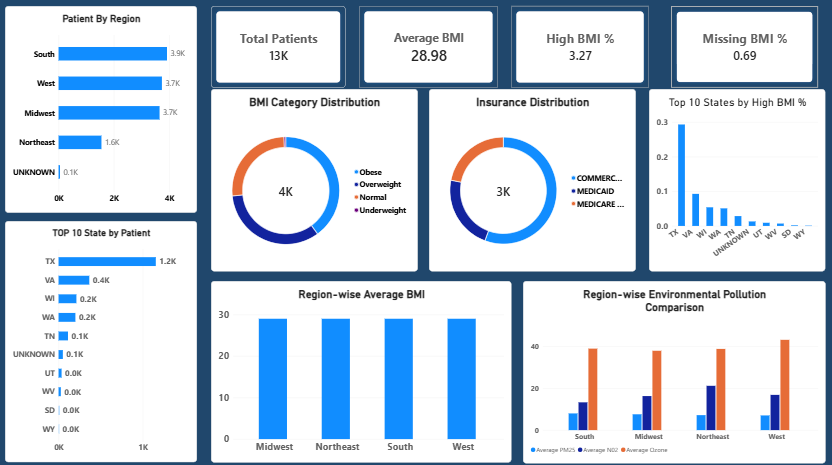 Patient By Region
South
3.9K
West
3.7K
Midwest
3.7K
Northeast
1.6K
UNKNOWN
0.1K
0K 2K 4K
Total Patients
13K
Average BMI
28.98
High BMI %
3.27
Missing BMI %
0.69
BMI Category Distribution
4K
Obese
Overweight
Normal
Underweight
Insurance Distribution
3K
COMMERC...
MEDICAID
MEDICARE ...
Top 10 States by High BMI %
0.3
0.2
0.1
0.0
TX VA WI WA TN UNKNOWN UT WV SD WY
TOP 10 State by Patient
TX
1.2K
VA
0.4K
WI
0.2K
WA
0.2K
TN
0.1K
UNKNOWN
0.1K
UT
0.0K
WV
0.0K
SD
0.0K
WY
0.0K
0K 1K
Region-wise Average BMI
30
20
10
0
Midwest Northeast South West
Region-wise Environmental Pollution
Comparison
40
20
0
South Midwest Northeast West
Average PM25 Average NO2 Average Ozone